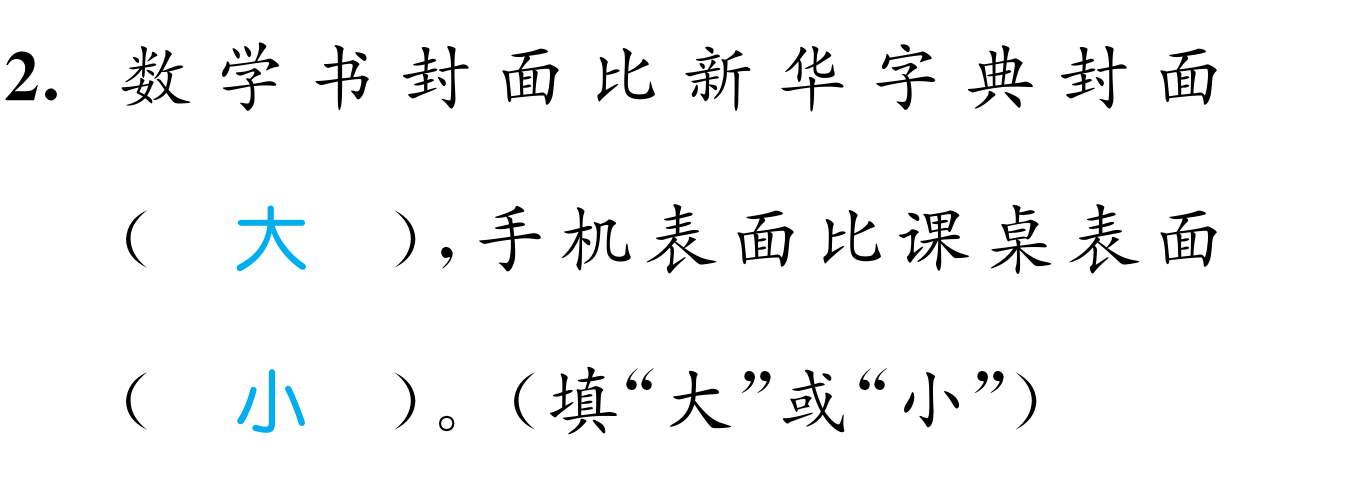 2. 数学书封面比新华字典封面
（ 大 ），手机表面比课桌表面
（ 小 ）。（填“大”或“小”）